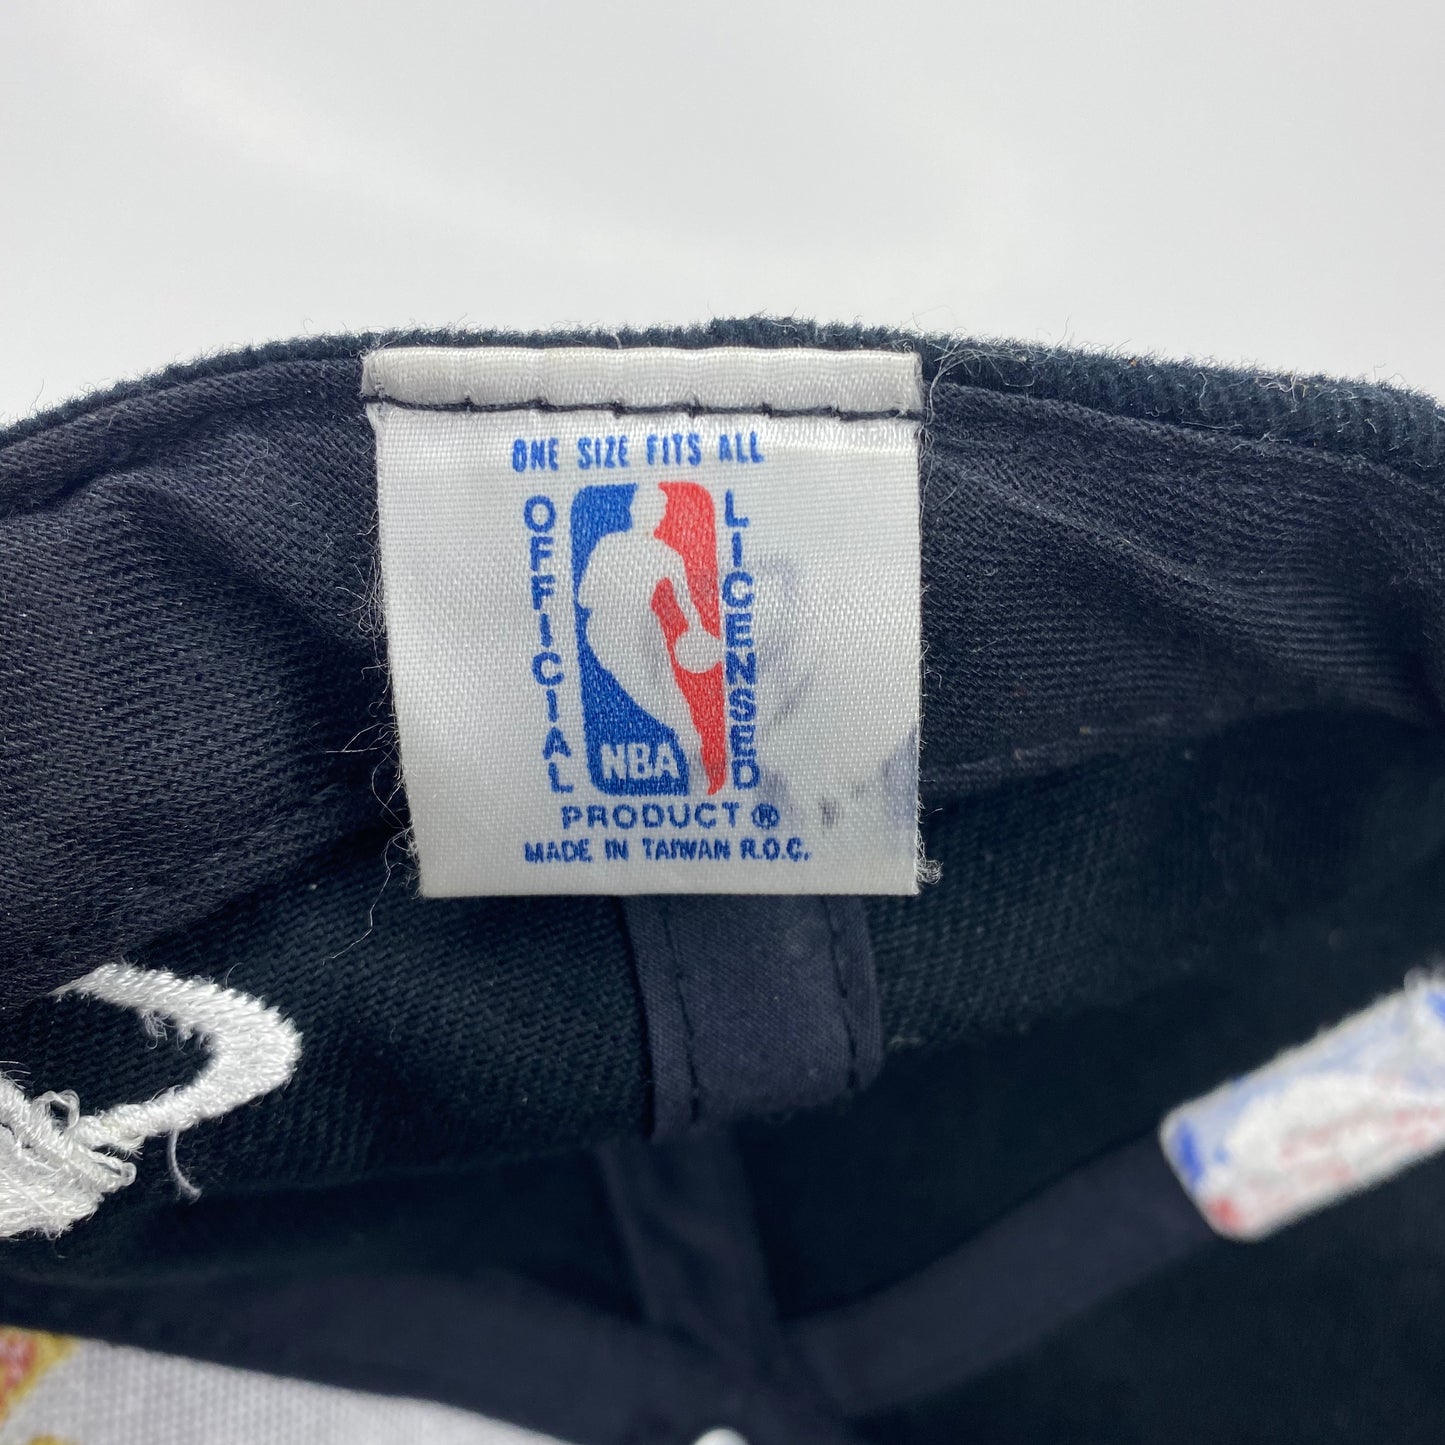 ONE SIZE FITS ALL
OFFICIAL
LICENSED
NBA
PRODUCT ®
MADE IN TAIWAN R.O.C.